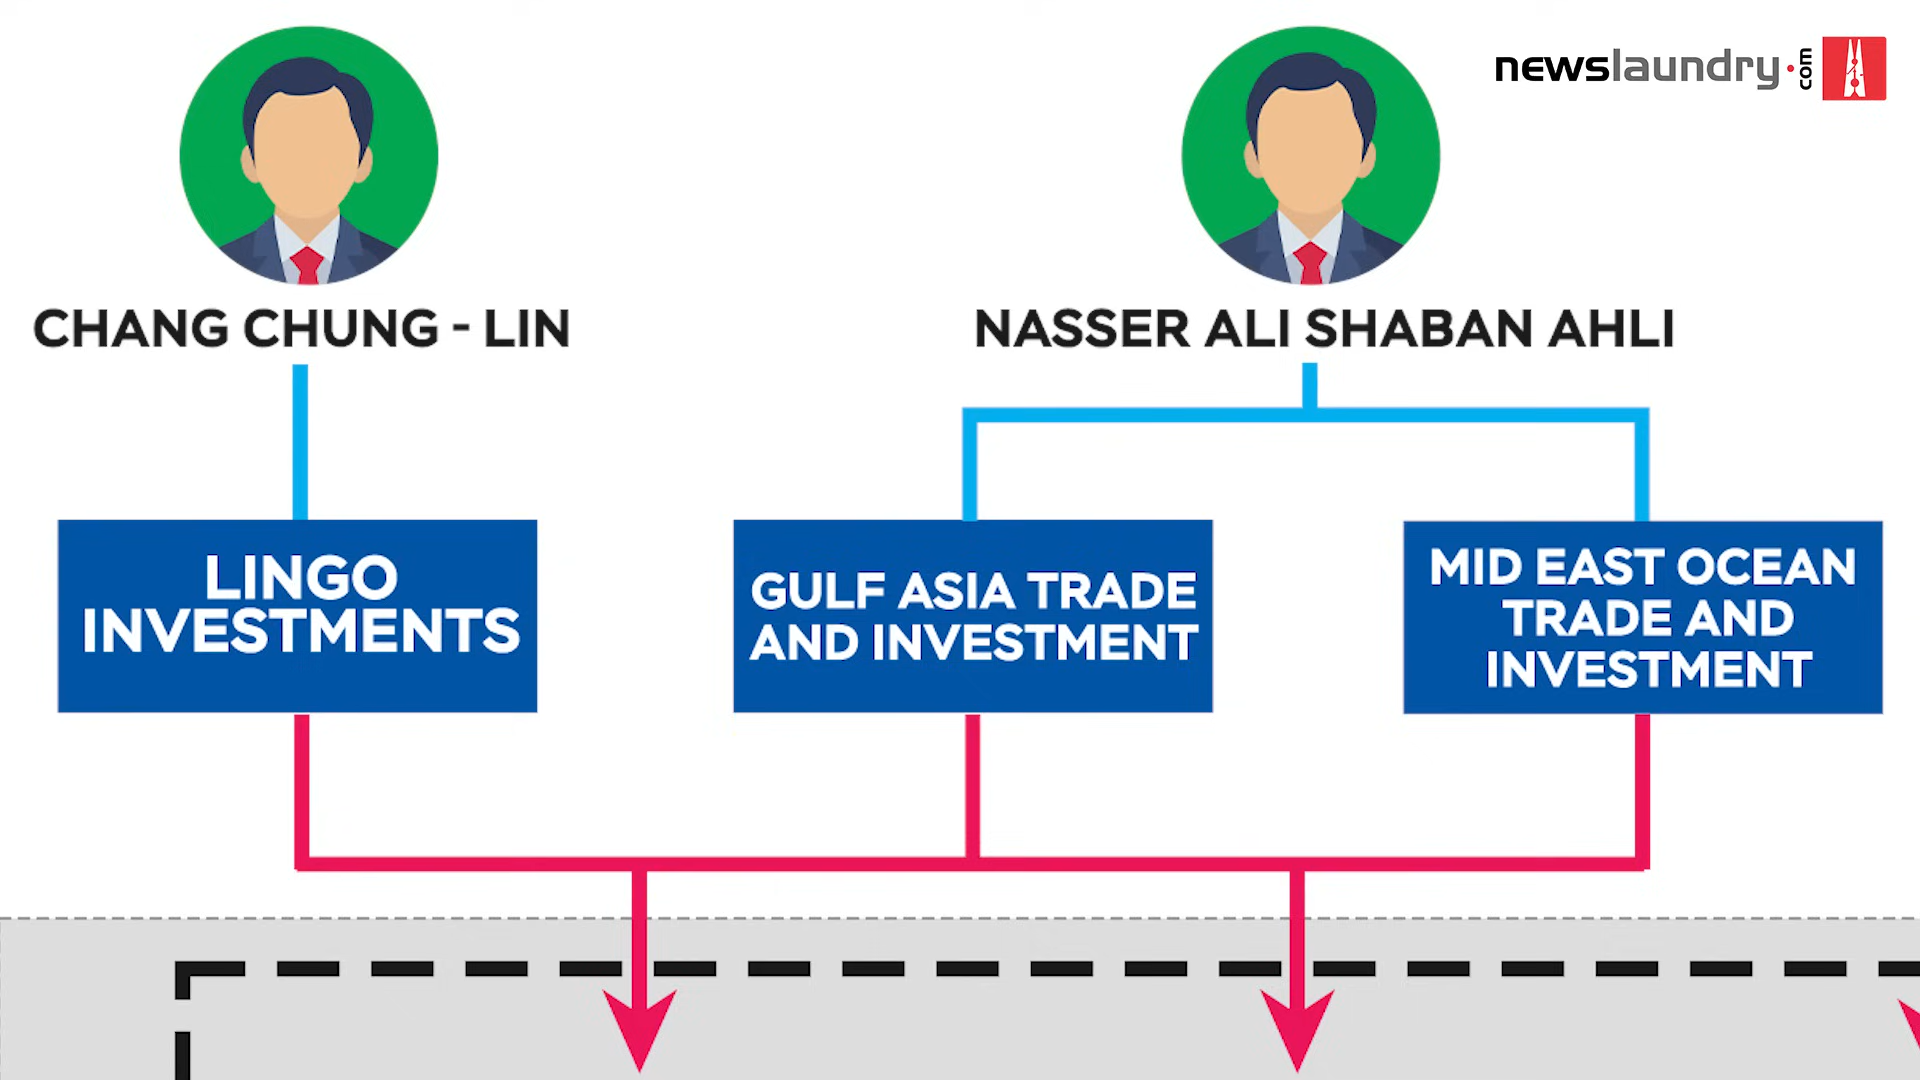 newslaundry.com
CHANG CHUNG - LIN
NASSER ALI SHABAN AHLI
LINGO
INVESTMENTS
GULF ASIA TRADE
AND INVESTMENT
MID EAST OCEAN
TRADE AND
INVESTMENT